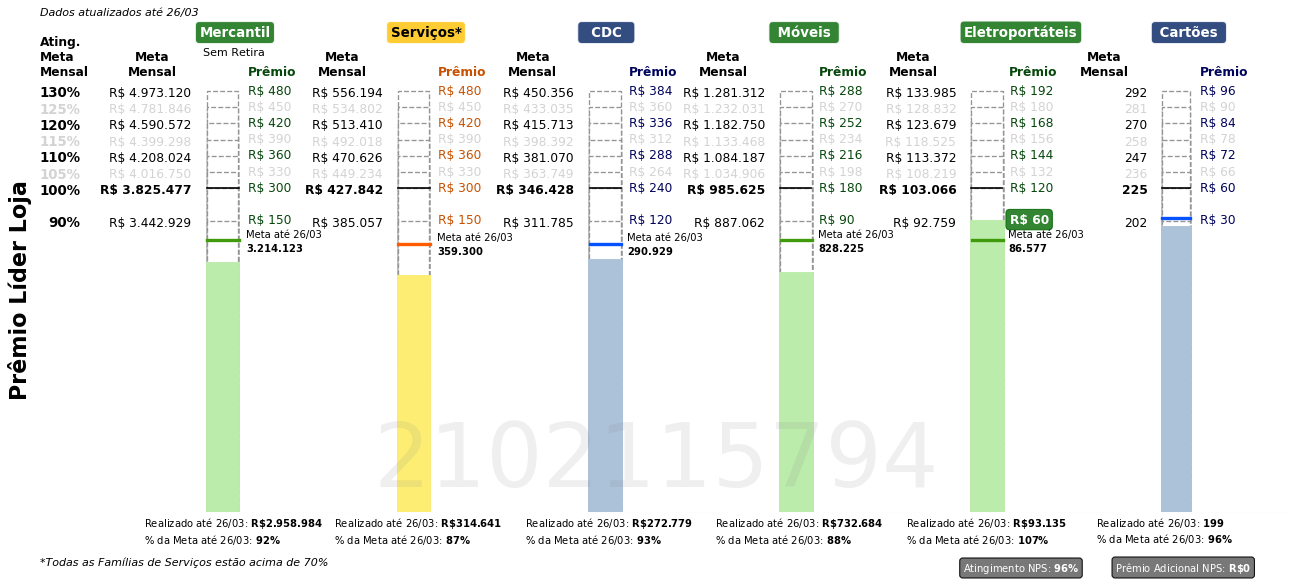 Dados atualizados até 26/03
Mercantil Serviços* CDC Móveis Eletroportáteis Cartões
Sem Retira
Ating. Meta Mensal Meta Mensal Prêmio Meta Mensal Prêmio Meta Mensal Prêmio Meta Mensal Prêmio Meta Mensal Prêmio Meta Mensal Prêmio
130% R$ 4.973.120 R$ 480 R$ 556.194 R$ 480 R$ 450.356 R$ 384 R$ 1.281.312 R$ 288 R$ 133.985 R$ 192 292 R$ 96
125% R$ 4.781.846 R$ 450 R$ 534.802 R$ 450 R$ 433.035 R$ 360 R$ 1.232.031 R$ 270 R$ 128.832 R$ 180 281 R$ 90
120% R$ 4.590.572 R$ 420 R$ 513.410 R$ 420 R$ 415.713 R$ 336 R$ 1.182.750 R$ 252 R$ 123.679 R$ 168 270 R$ 84
115% R$ 4.399.298 R$ 390 R$ 492.018 R$ 390 R$ 398.392 R$ 312 R$ 1.133.468 R$ 234 R$ 118.525 R$ 156 258 R$ 78
110% R$ 4.208.024 R$ 360 R$ 470.626 R$ 360 R$ 381.070 R$ 288 R$ 1.084.187 R$ 216 R$ 113.372 R$ 144 247 R$ 72
105% R$ 4.016.750 R$ 330 R$ 449.234 R$ 330 R$ 363.749 R$ 264 R$ 1.034.906 R$ 198 R$ 108.219 R$ 132 236 R$ 66
100% R$ 3.825.477 R$ 300 R$ 427.842 R$ 300 R$ 346.428 R$ 240 R$ 985.625 R$ 180 R$ 103.066 R$ 120 225 R$ 60
90% R$ 3.442.929 R$ 150 R$ 385.057 R$ 150 R$ 311.785 R$ 120 R$ 887.062 R$ 90 R$ 92.759 R$ 60 202 R$ 30
Meta até 26/03 Meta até 26/03 Meta até 26/03 Meta até 26/03 Meta até 26/03
3.214.123 359.300 290.929 828.225 86.577
Prêmio Líder Loja
2102115794
Realizado até 26/03: R$2.958.984 Realizado até 26/03: R$314.641 Realizado até 26/03: R$272.779 Realizado até 26/03: R$732.684 Realizado até 26/03: R$93.135 Realizado até 26/03: 199
% da Meta até 26/03: 92% % da Meta até 26/03: 87% % da Meta até 26/03: 93% % da Meta até 26/03: 88% % da Meta até 26/03: 107% % da Meta até 26/03: 96%
*Todas as Famílias de Serviços estão acima de 70%
Atingimento NPS: 96% Prêmio Adicional NPS: R$0